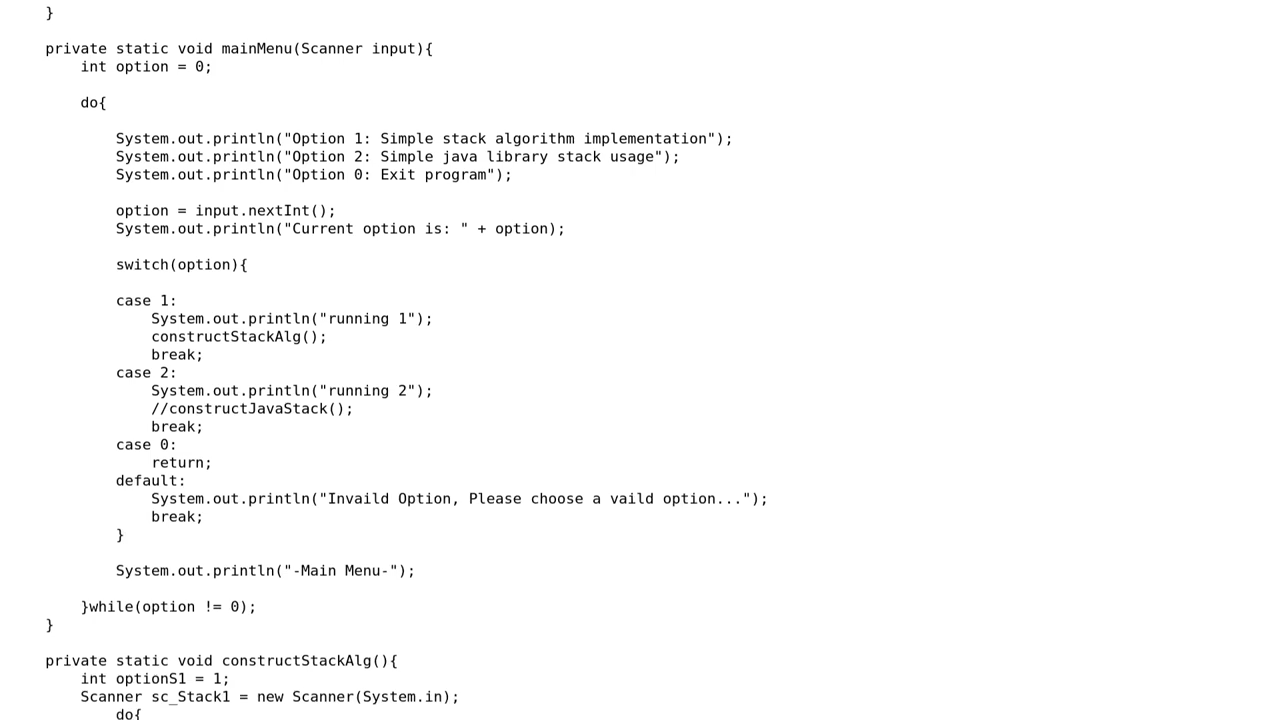 }
private static void mainMenu(Scanner input){
int option = 0;
do{
System.out.println("Option 1: Simple stack algorithm implementation");
System.out.println("Option 2: Simple java library stack usage");
System.out.println("Option 0: Exit program");
option = input.nextInt();
System.out.println("Current option is: " + option);
switch(option){
case 1:
System.out.println("running 1");
constructStackAlg();
break;
case 2:
System.out.println("running 2");
//constructJavaStack();
break;
case 0:
return;
default:
System.out.println("Invaild Option, Please choose a vaild option...");
break;
}
System.out.println("-Main Menu-");
}while(option != 0);
}
private static void constructStackAlg(){
int optionS1 = 1;
Scanner sc_Stack1 = new Scanner(System.in);
do{